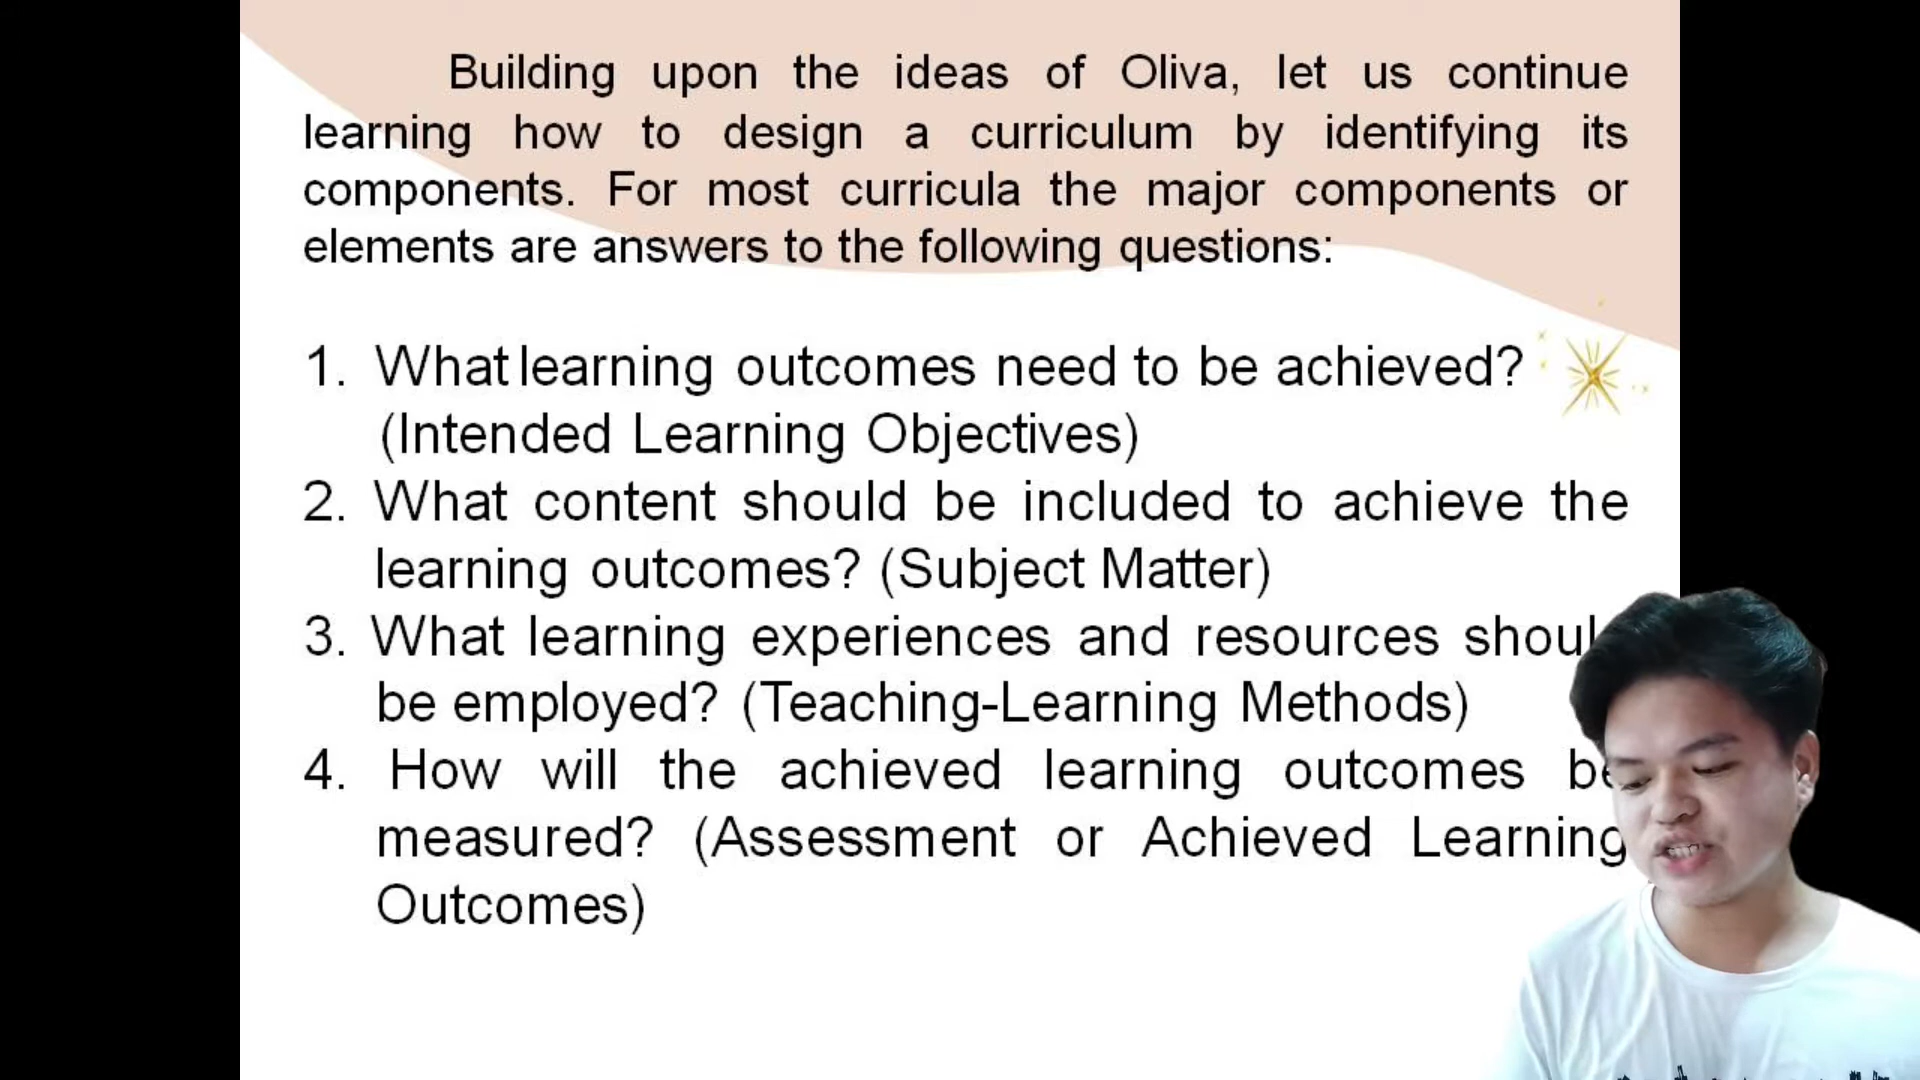 Building upon the ideas of Oliva, let us continue
learning how to design a curriculum by identifying its
components. For most curricula the major components or
elements are answers to the following questions:
1. What learning outcomes need to be achieved?
(Intended Learning Objectives)
2. What content should be included to achieve the
learning outcomes? (Subject Matter)
3. What learning experiences and resources
be employed? (Teaching-Learning Methods)
4. How will the achieved learning outcomes be
measured? (Assessment or Achieved Learning
Outcomes)